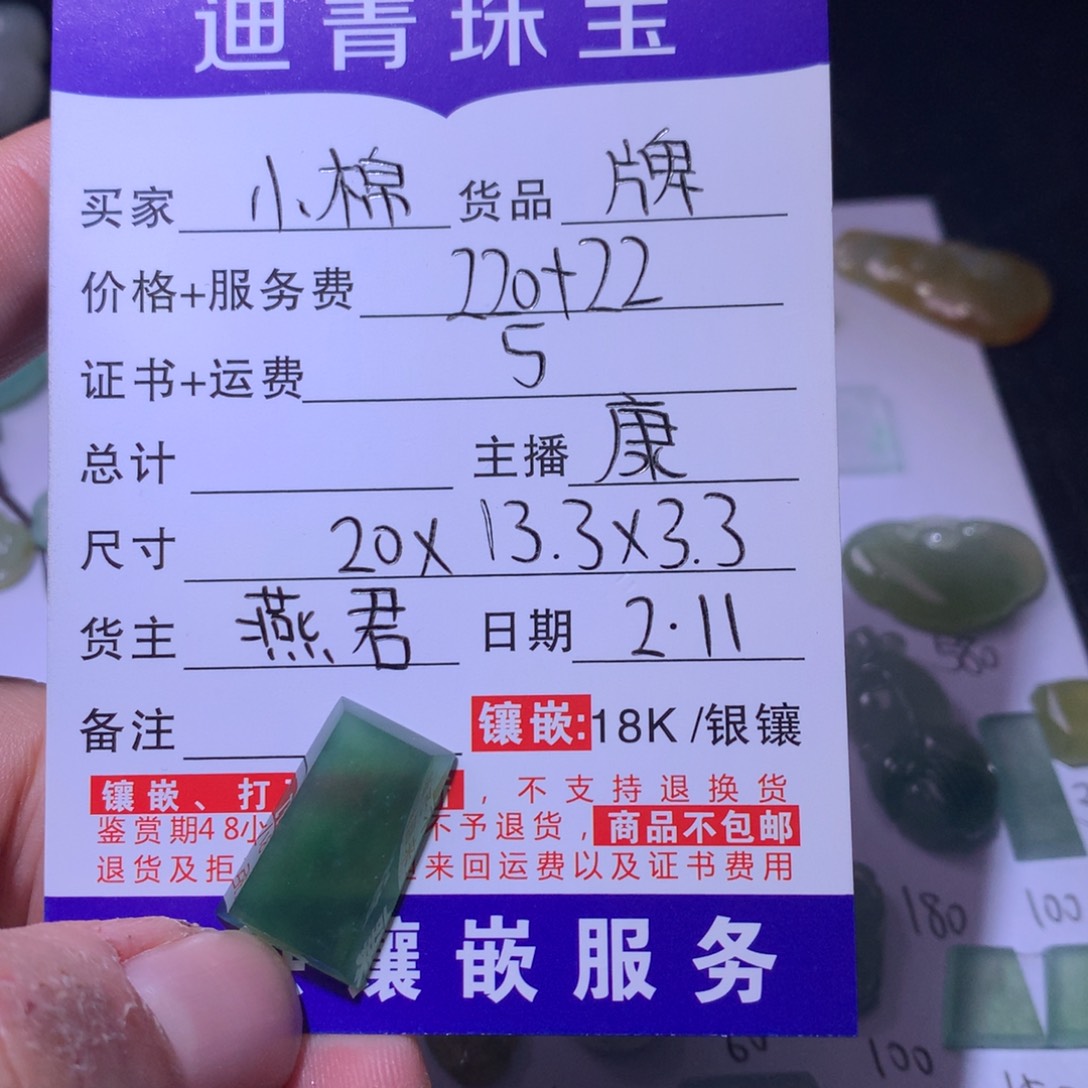 迪青珠宝
买家 小棉 货品 牌
价格+服务费 220+22
证书+运费 5
总计 主播 康
尺寸 20x 13.3x3.3
货主 燕君 日期 2·11
备注 镶嵌:18K /银镶
镶嵌、打 ，不支持退换货
鉴赏期48小 不予退货，商品不包邮
退货及拒 来回运费以及证书费用
镶嵌服务
180 100
60 100